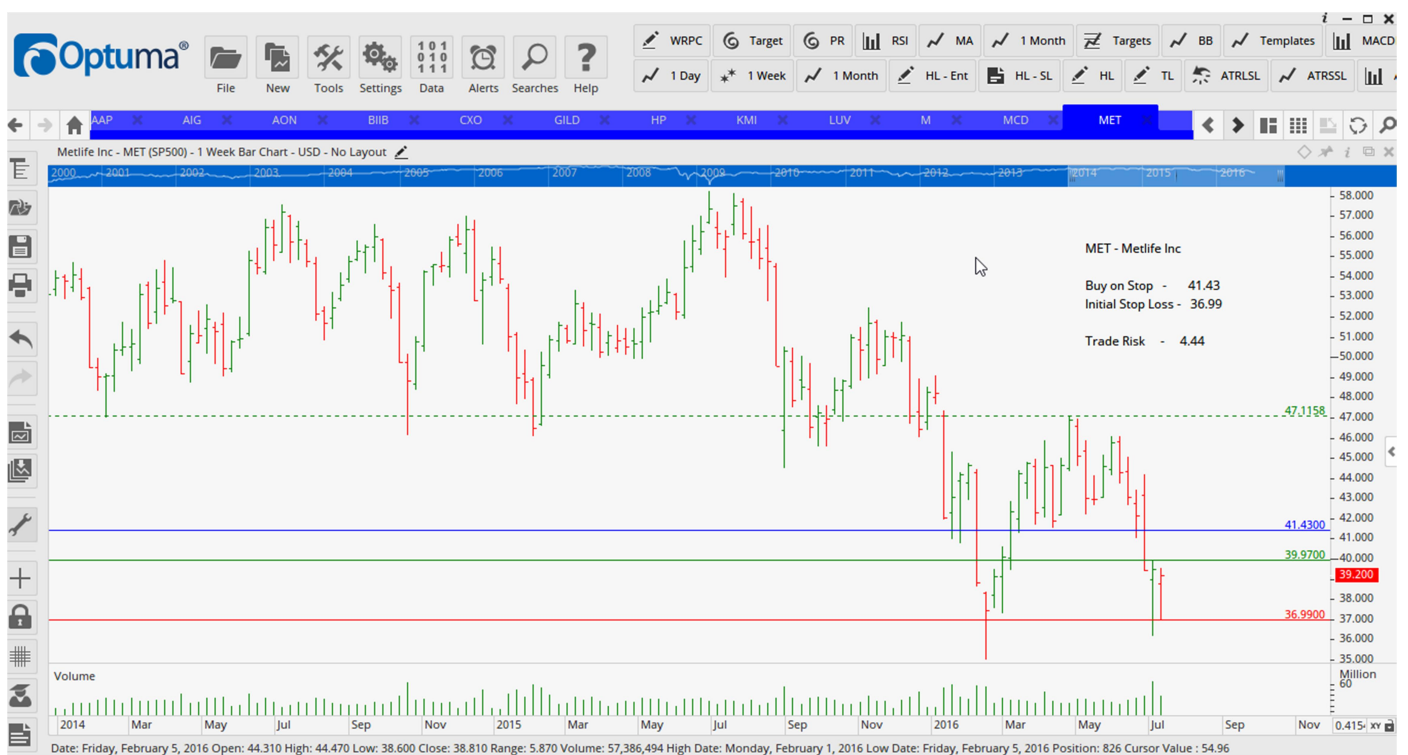 i
Optuma®
File New Tools Settings Data Alerts Searches Help
WRPC Target PR RSI MA 1 Month Targets BB Templates MACD
1 Day 1 Week 1 Month HL - Ent HL - SL HL TL ATRLSL ATRSSL
AAP AIG AON BIIB CXO GILD HP KMI LUV M MCD MET
Metlife Inc - MET (SP500) - 1 Week Bar Chart - USD - No Layout
2000 2001 2002 2003 2004 2005 2006 2007 2008 2009 2010 2011 2012 2013 2014 2015 2016
58.000
57.000
MET - Metlife Inc
56.000
55.000
54.000
Buy on Stop - 41.43
Initial Stop Loss - 36.99
53.000
52.000
Trade Risk - 4.44
51.000
50.000
49.000
48.000
47.1158
47.000
46.000
45.000
44.000
43.000
42.000
41.4300
41.000
39.9700
40.000
39.200
38.000
36.9900
37.000
36.000
35.000
Volume
Million
60
2014 Mar May Jul Sep Nov 2015 Mar May Jul Sep Nov 2016 Mar May Jul Sep Nov 0.415 XY
Date: Friday, February 5, 2016 Open: 44.310 High: 44.470 Low: 38.600 Close: 38.810 Range: 5.870 Volume: 57,386,494 High Date: Monday, February 1, 2016 Low Date: Friday, February 5, 2016 Position: 826 Cursor Value : 54.96